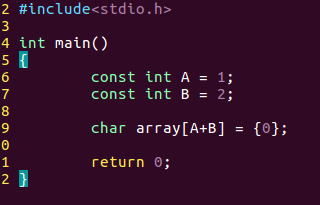 2 #include<stdio.h>
3
4 int main()
5 {
6         const int A = 1;
7         const int B = 2;
8
9         char array[A+B] = {0};
0
1         return 0;
2 }